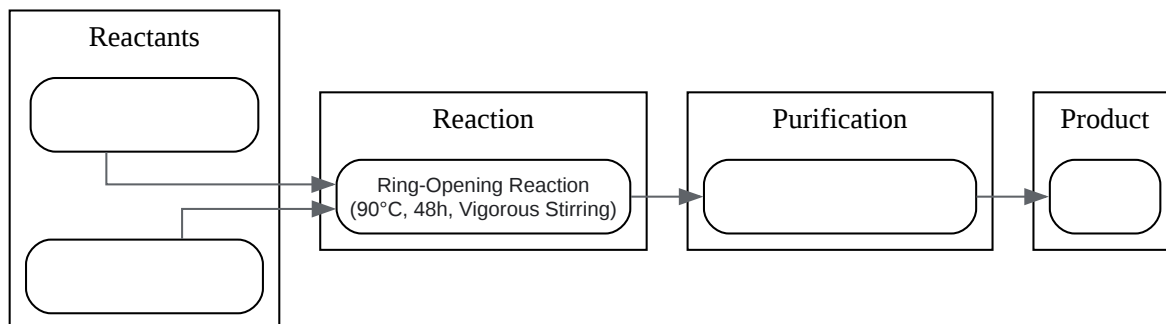 Reactants
Reaction
Ring-Opening Reaction
(90°C, 48h, Vigorous Stirring)
Purification
Product